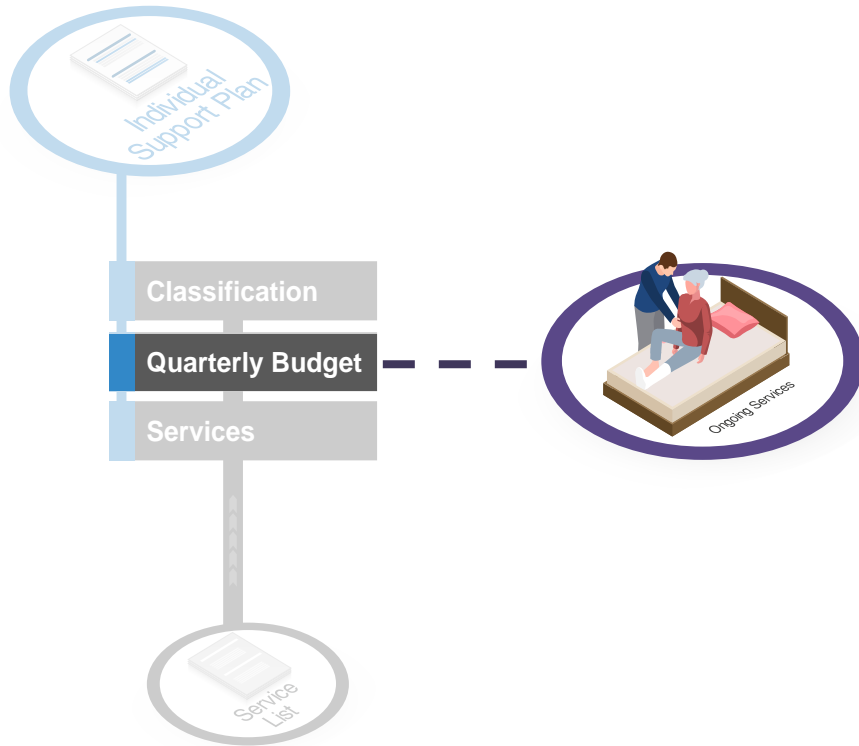 Individual
Support Plan
Classification
Quarterly Budget
Services
Ongoing Services
Service
List